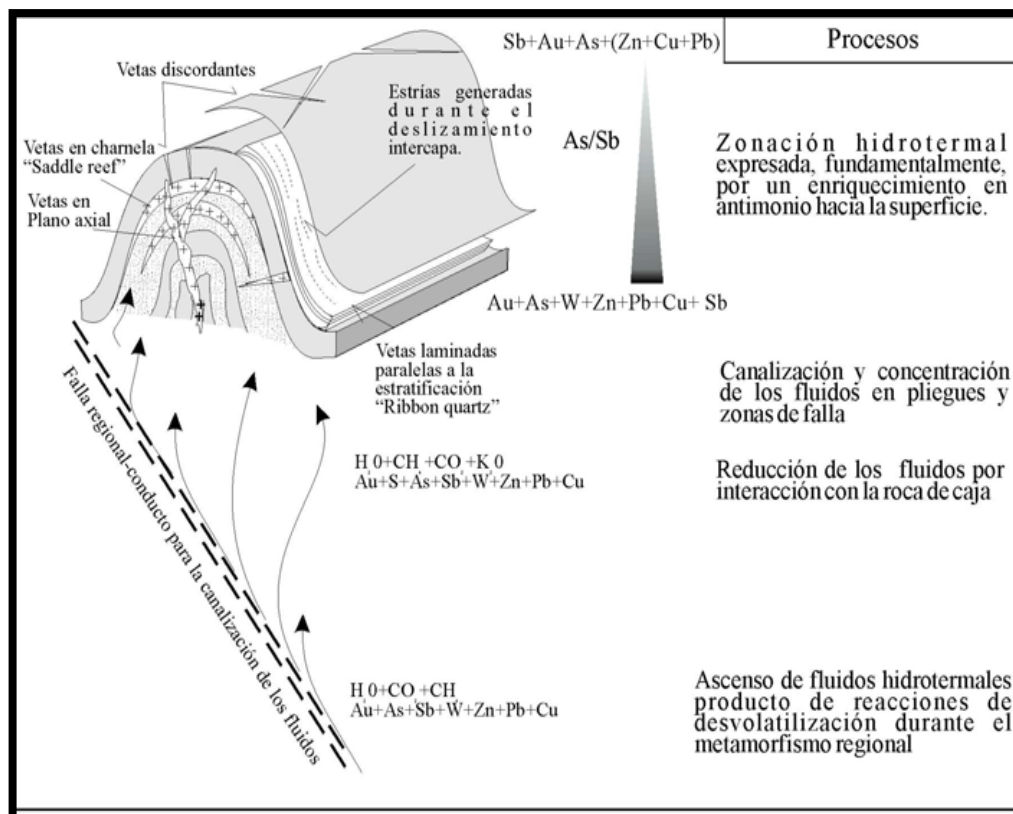 Sb+Au+As+(Zn+Cu+Pb)
Procesos
Vetas discordantes
Estrías generadas
durante el
deslizamiento
intercapa.
As/Sb
Vetas en charnela
“Saddle reef”
Vetas en
Plano axial
Zonación hidrotermal
expresada, fundamentalmente,
por un enriquecimiento en
antimonio hacia la superficie.
Au+As+W+Zn+Pb+Cu+ Sb
Vetas laminadas
paralelas a la
estratificación
“Ribbon quartz”
Canalización y concentración
de los fluidos en pliegues y
zonas de falla
H 0+CH +CO +K 0
Au+S+As+Sb+W+Zn+Pb+Cu
Reducción de los fluidos por
interacción con la roca de caja
Falla regional-conducto para la canalización de los fluidos
H 0+CO +CH
Au+As+Sb+W+Zn+Pb+Cu
Ascenso de fluidos hidrotermales
producto de reacciones de
desvolatilización durante el
metamorfismo regional